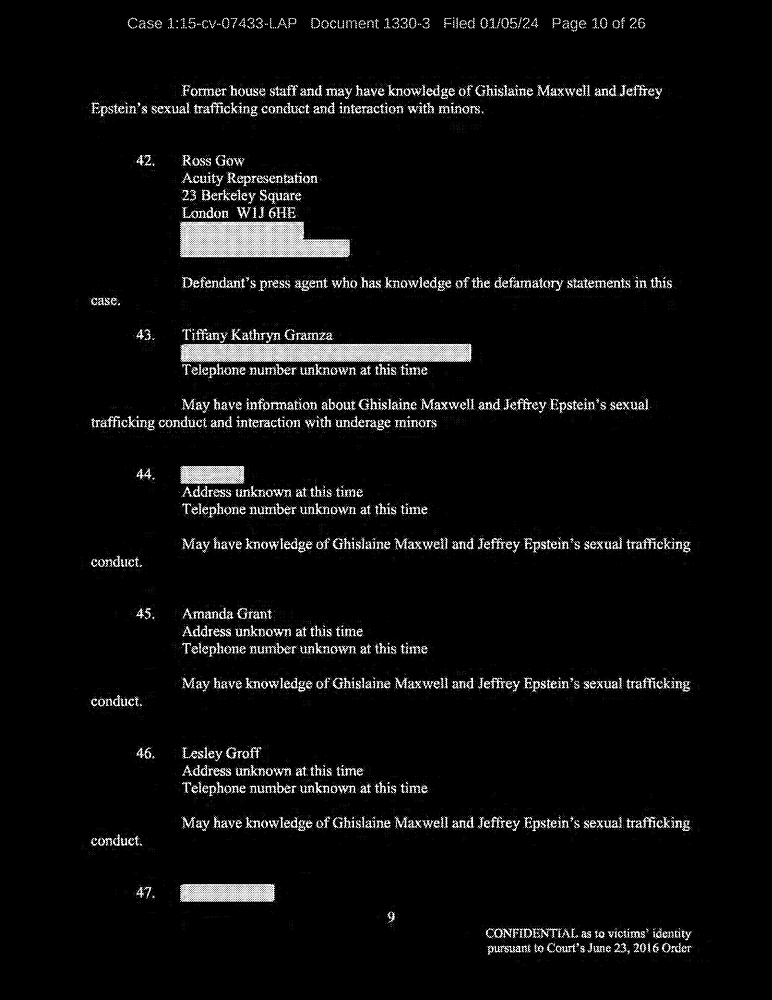 Case 1:15-cv-07433-LAP Document 1330-3 Filed 01/05/24 Page 10 of 26
Former house staff and may have knowledge of Ghislaine Maxwell and Jeffrey
Epstein's sexual trafficking conduct and interaction with minors.
42. Ross Gow
Acuity Representation
23 Berkeley Square
London W1J 6HE
Defendant's press agent who has knowledge of the defamatory statements in this
case.
43. Tiffany Kathryn Gramza
Telephone number unknown at this time
May have information about Ghislaine Maxwell and Jeffrey Epstein's sexual
trafficking conduct and interaction with underage minors
44.
Address unknown at this time
Telephone number unknown at this time
May have knowledge of Ghislaine Maxwell and Jeffrey Epstein's sexual trafficking
conduct.
45. Amanda Grant
Address unknown at this time
Telephone number unknown at this time
May have knowledge of Ghislaine Maxwell and Jeffrey Epstein's sexual trafficking
conduct.
46. Lesley Groff
Address unknown at this time
Telephone number unknown at this time
May have knowledge of Ghislaine Maxwell and Jeffrey Epstein's sexual trafficking
conduct.
47.
9
CONFIDENTIAL as to victims' identity
pursuant to Court's June 23, 2016 Order